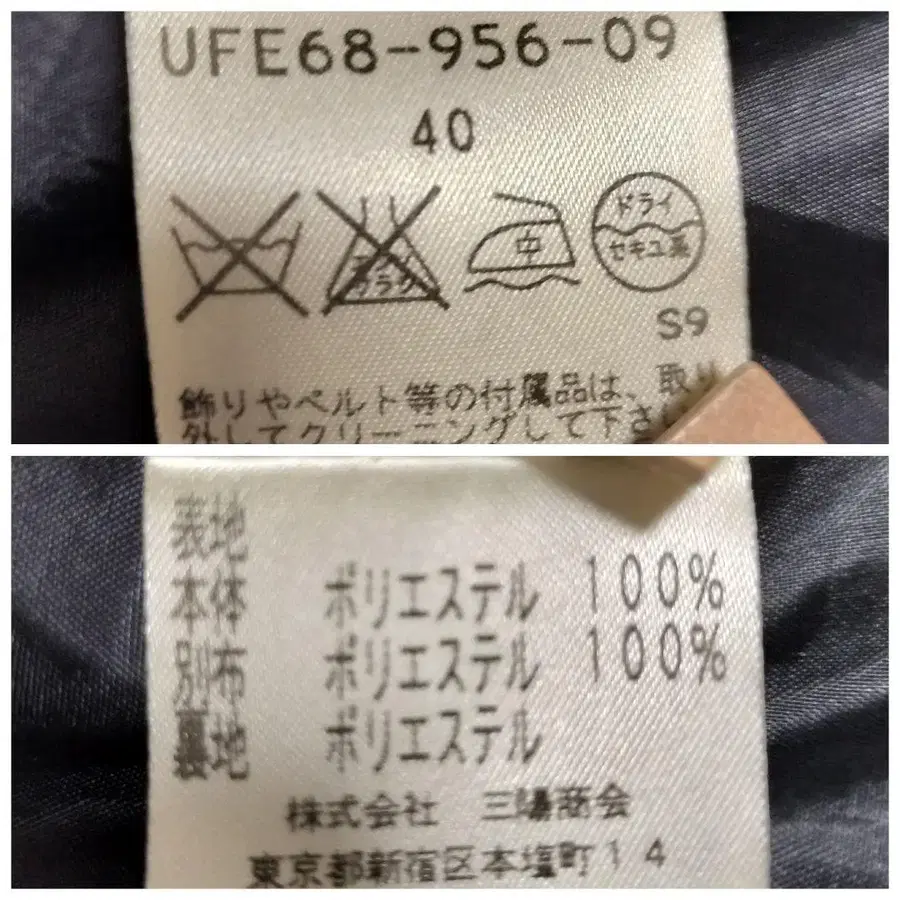 UFE68-956-09
40
中
ドライ
セキユ系
S9
飾りやベルト等の付属品は、取り
外してクリーニングして下さい
表地
本体 ポリエステル 100%
別布 ポリエステル 100%
裏地 ポリエステル
株式会社 三陽商会
東京都新宿区本塩町14